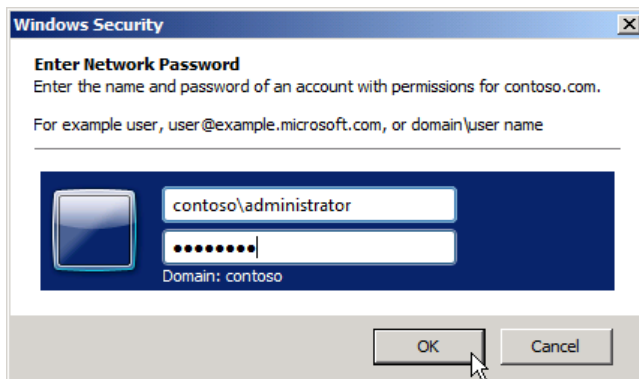 Windows Security
Enter Network Password
Enter the name and password of an account with permissions for contoso.com.
For example user, user@example.microsoft.com, or domain\user name
contoso\administrator
●●●●●●●●
Domain: contoso
OK
Cancel